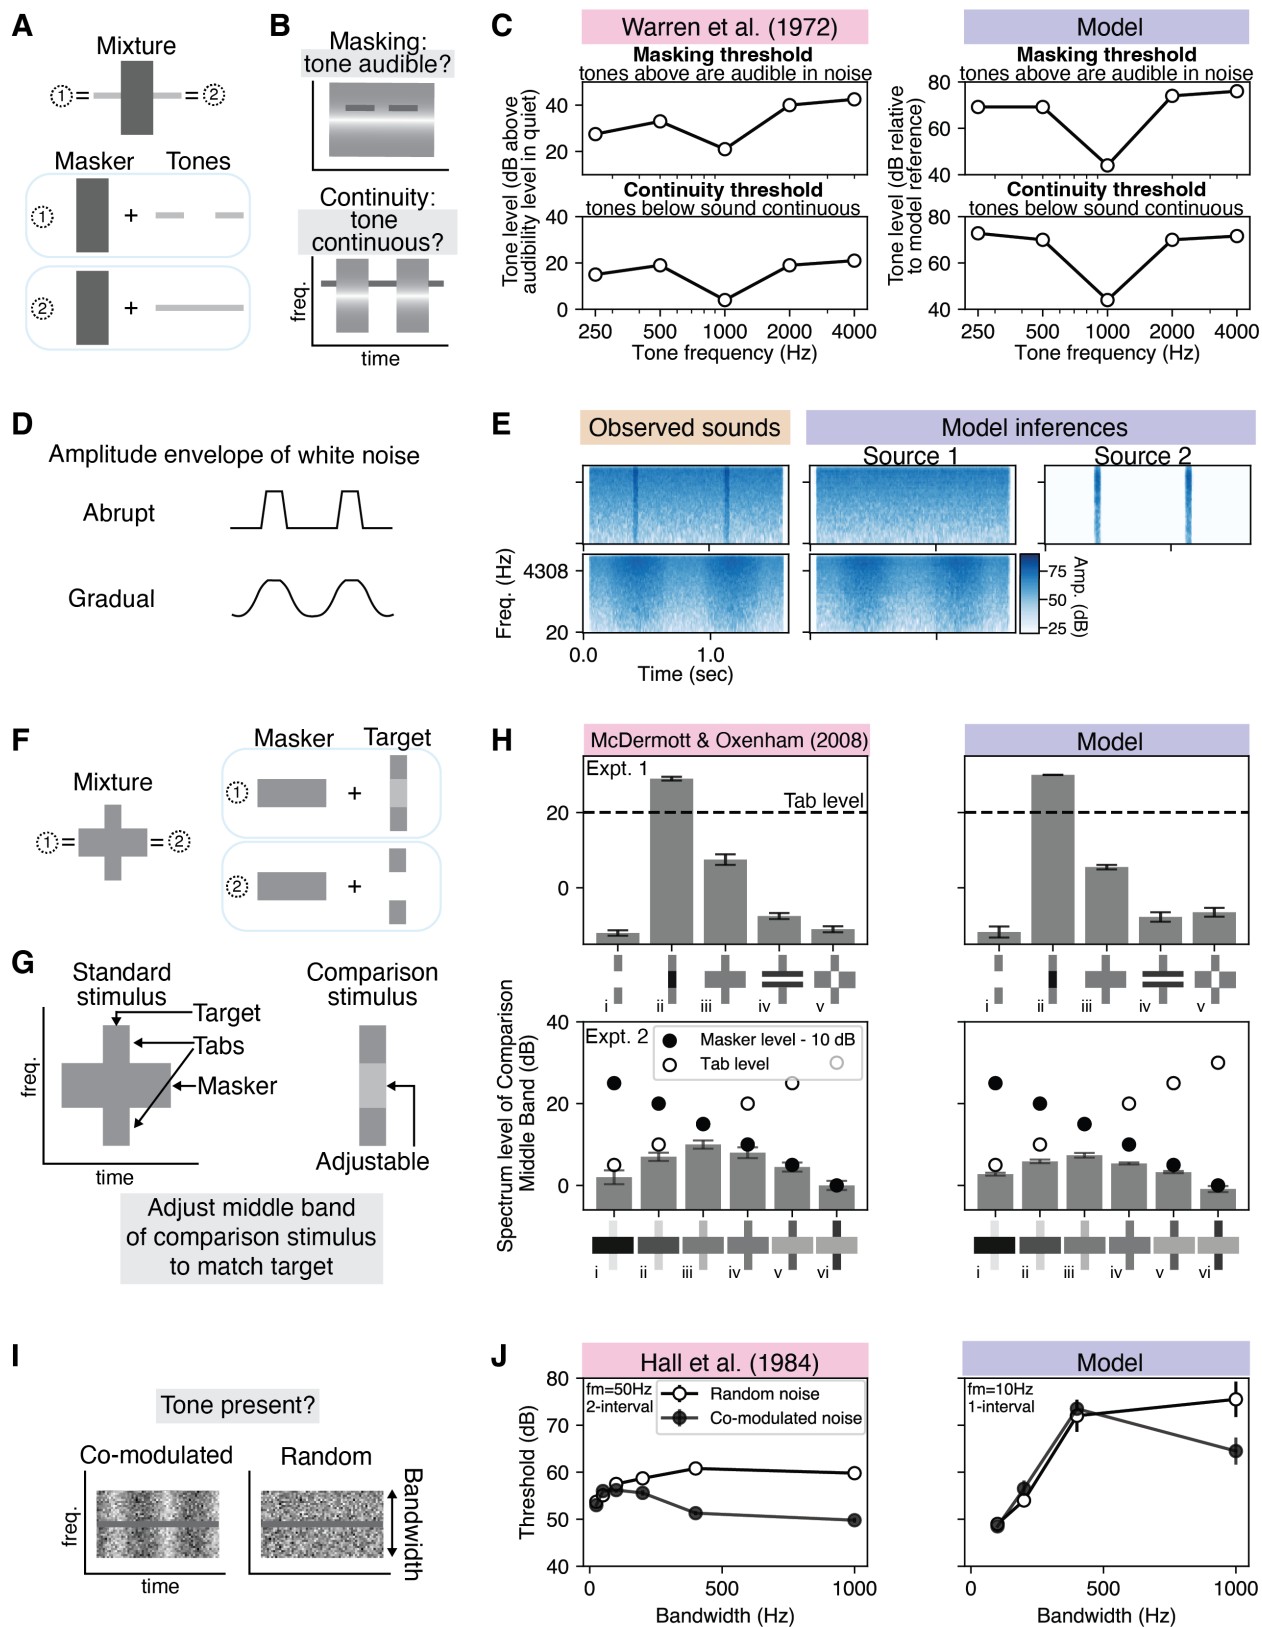 A
Mixture
1 = = 2
Masker Tones
1 +
2 +
B
Masking:
tone audible?
Continuity:
tone
continuous?
freq.
time
C
Warren et al. (1972)
Model
Masking threshold
tones above are audible in noise
Masking threshold
tones above are audible in noise
Tone level (dB above
audibility level in quiet)
40
20
Continuity threshold
tones below sound continuous
40
20
0
250 500 1000 2000 4000
Tone frequency (Hz)
Tone level (dB relative
to model reference)
80
60
40
Continuity threshold
tones below sound continuous
80
60
40
250 500 1000 2000 4000
Tone frequency (Hz)
D
Amplitude envelope of white noise
Abrupt
Gradual
E
Observed sounds
Model inferences
Source 1
Source 2
Freq. (Hz)
4308
20
0.0 1.0
Time (sec)
75
50
25
Amp. (dB)
F
Mixture
1 = = 2
Masker Target
1 +
2 +
G
Standard
stimulus
Comparison
stimulus
Target
Tabs
Masker
freq.
time
Adjustable
Adjust middle band
of comparison stimulus
to match target
H
McDermott & Oxenham (2008)
Model
Expt. 1
Tab level
20
0
i ii iii iv v
i ii iii iv v
Spectrum level of Comparison
Middle Band (dB)
40
20
0
Expt. 2
Masker level - 10 dB
Tab level
i ii iii iv v vi
i ii iii iv v vi
I
Tone present?
Co-modulated
Random
freq.
time
Bandwidth
J
Hall et al. (1984)
Model
Threshold (dB)
80
70
60
50
40
fm=50Hz
2-interval
Random noise
Co-modulated noise
0 500 1000
Bandwidth (Hz)
fm=10Hz
1-interval
0 500 1000
Bandwidth (Hz)